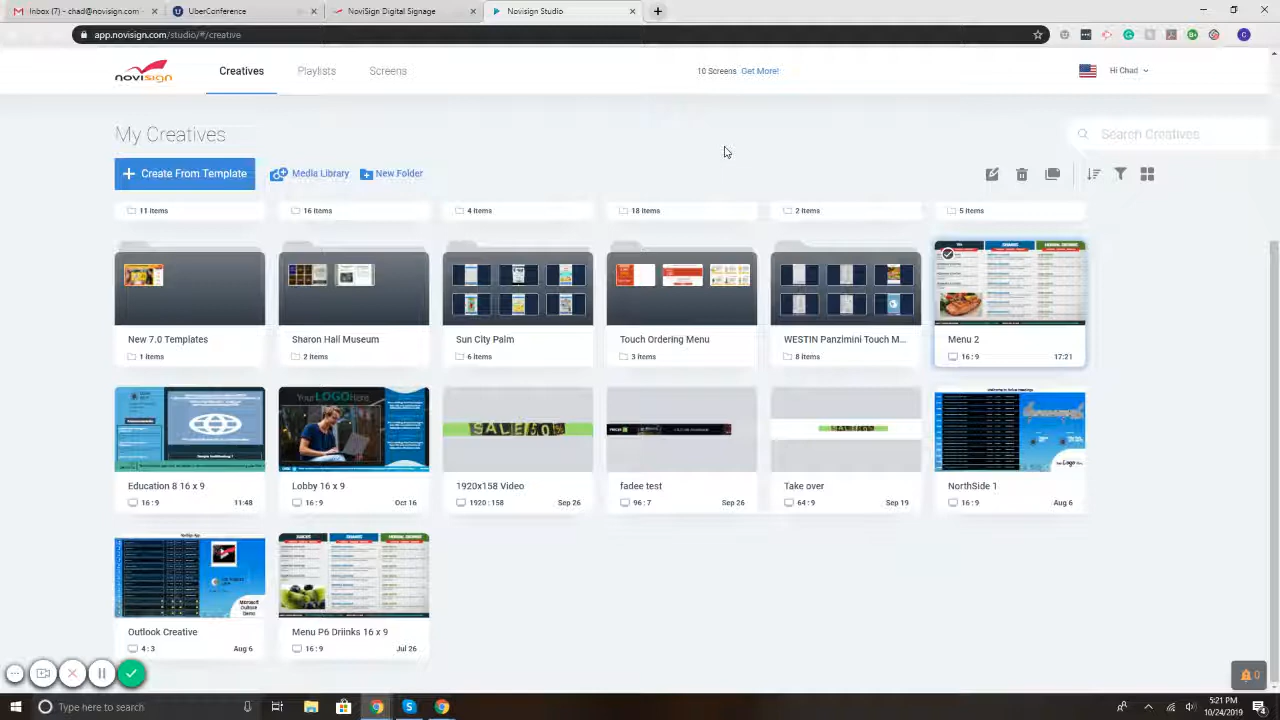 Inbox (7) - chad@novisign.com -
UberConference
NoviSign Digital Signage
NoviSign Studio
app.novisign.com/studio/#/creative
novisign
Creatives
Playlists
Screens
10 Screens Get More!
Hi Chad
My Creatives
Search Creatives
Create From Template
Media Library
New Folder
11 items
16 items
4 items
18 items
2 items
5 items
New 7.0 Templates
Sharon Hall Museum
Sun City Palm
Touch Ordering Menu
WESTIN Panzimini Touch M...
Menu 2
1 items
2 items
6 items
3 items
8 items
16 : 9
17:21
Your LOGO Here
Education 8 16 x 9
Lobby 16 x 9
1920x158 Video
fadee test
Take over
NorthSide 1
16 : 9
11:48
16 : 9
Oct 16
1920 : 158
Sep 26
96 : 7
Sep 26
64 : 9
Sep 19
16 : 9
Aug 6
Outlook Creative
Menu P6 Driinks 16 x 9
4 : 3
Aug 6
16 : 9
Jul 26
0
Type here to search
5:21 PM
10/24/2019